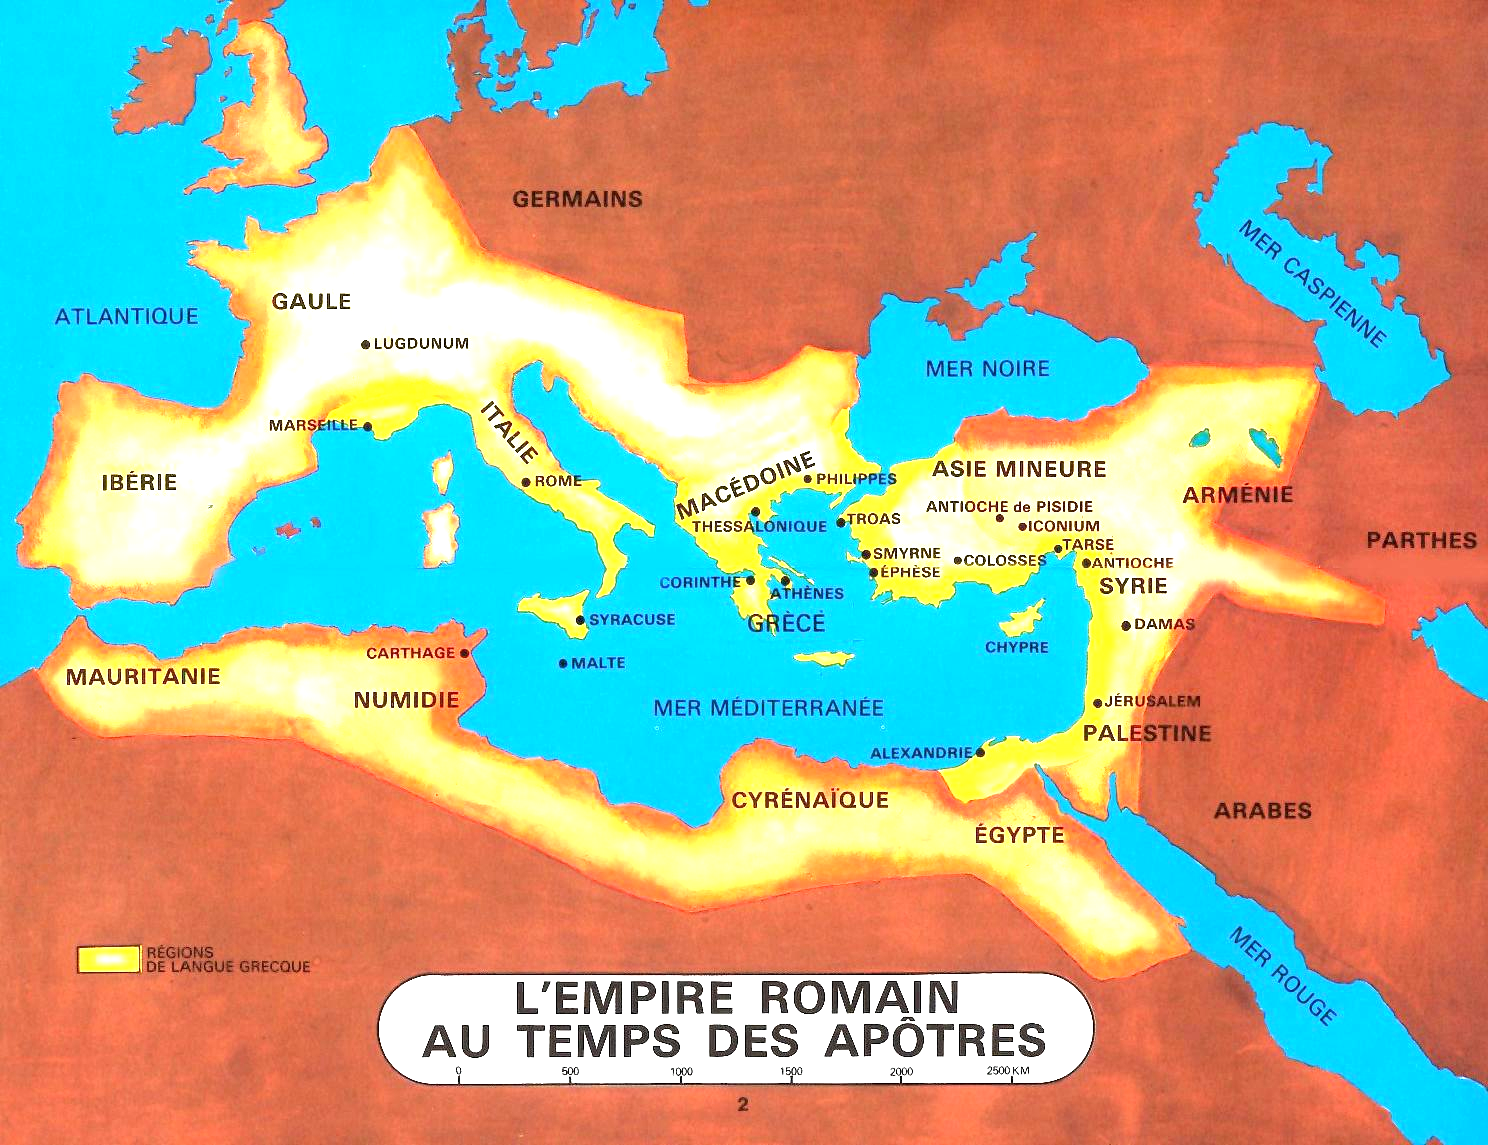 GERMAINS
MER CASPIENNE
GAULE
ATLANTIQUE
LUGDUNUM
MER NOIRE
MARSEILLE
ITALIE
IBÉRIE
ROME
MACÉDOINE
PHILIPPES
ASIE MINEURE
ARMÉNIE
ANTIOCHE de PISIDIE
THESSALONIQUE
TROAS
ICONIUM
PARTHES
TARSE
SMYRNE
COLOSSES
ANTIOCHE
ÉPHÈSE
CORINTHE
ATHÈNES
SYRIE
SYRACUSE
GRÈCE
DAMAS
CARTHAGE
MALTE
CHYPRE
MAURITANIE
NUMIDIE
MER MÉDITERRANÉE
JÉRUSALEM
PALESTINE
ALEXANDRIE
CYRÉNAÏQUE
ÉGYPTE
ARABES
MER ROUGE
RÉGIONS
DE LANGUE GRECQUE
L'EMPIRE ROMAIN
AU TEMPS DES APÔTRES
0 500 1000 1500 2000 2500 KM
2